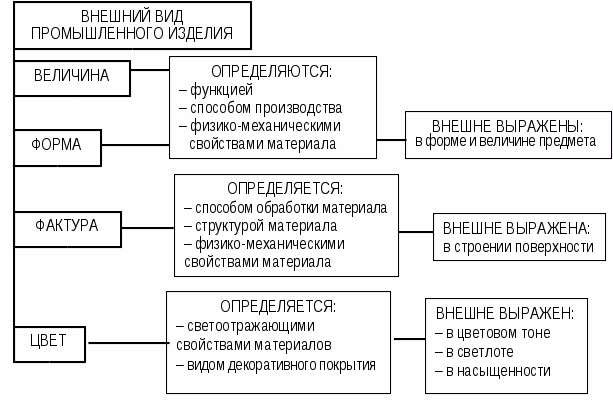 ВНЕШНИЙ ВИД
ПРОМЫШЛЕННОГО ИЗДЕЛИЯ
ВЕЛИЧИНА
ФОРМА
ОПРЕДЕЛЯЮТСЯ:
– функцией
– способом производства
– физико-механическими
свойствами материала
ВНЕШНЕ ВЫРАЖЕНЫ:
в форме и величине предмета
ФАКТУРА
ОПРЕДЕЛЯЕТСЯ:
– способом обработки материала
– структурой материала
– физико-механическими
свойствами материала
ВНЕШНЕ ВЫРАЖЕНА:
в строении поверхности
ЦВЕТ
ОПРЕДЕЛЯЕТСЯ:
– светоотражающими
свойствами материалов
– видом декоративного покрытия
ВНЕШНЕ ВЫРАЖЕН:
– в цветовом тоне
– в светлоте
– в насыщенности